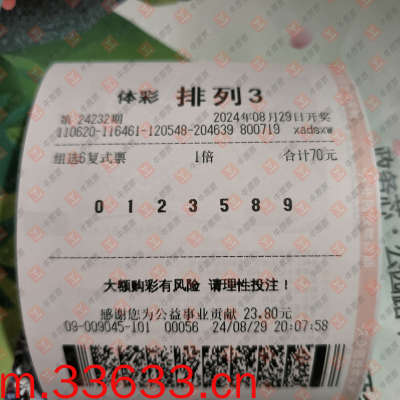 体彩 排列3
第 24232期 2024年08月29日开奖
110620-116461-120548-204639 800719 xadsxw
组选6复式票 1倍 合计70元
0 1 2 3 5 8 9
大额购彩有风险 请理性投注！
感谢您为公益事业贡献 23.80元
09-009045-101 00056 24/08/29 20:07:58
m.33633.cn